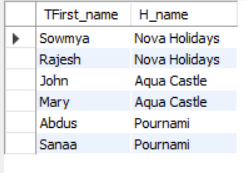 TFirst_name H_name
Sowmya Nova Holidays
Rajesh Nova Holidays
John Aqua Castle
Mary Aqua Castle
Abdus Pournami
Sanaa Pournami